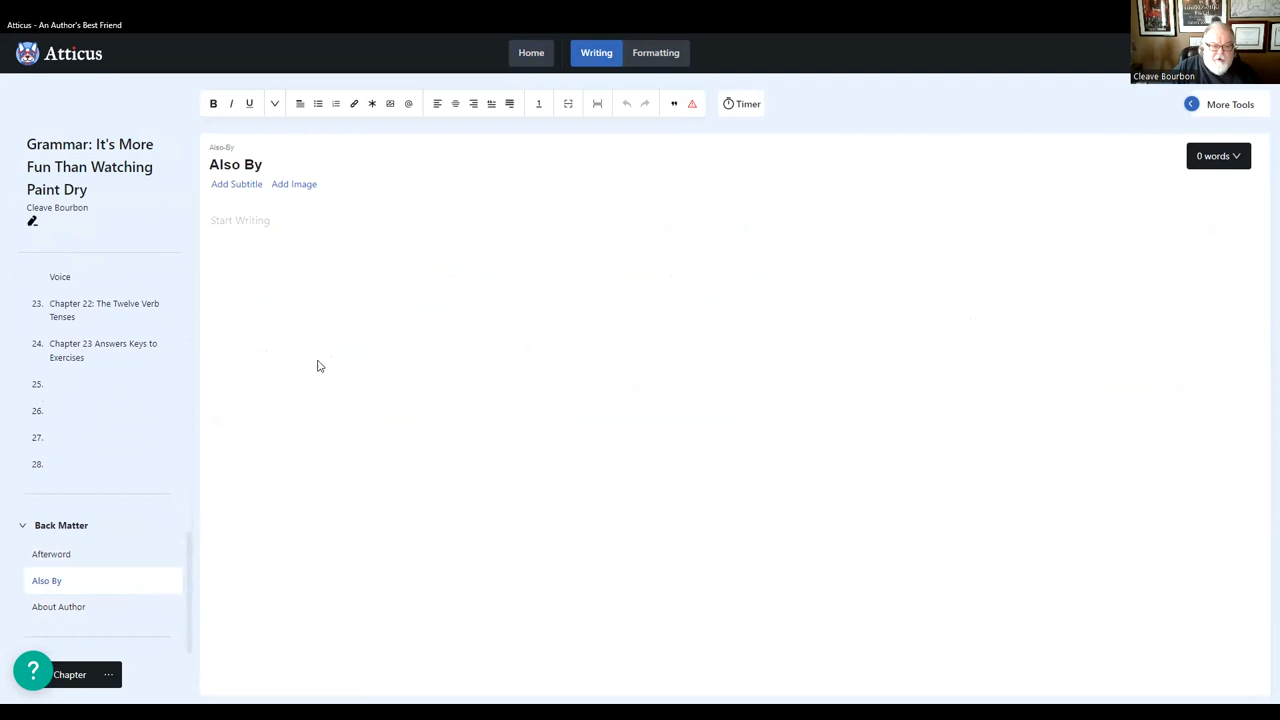 Atticus - An Author's Best Friend
Atticus
Home
Writing
Formatting
Cleave Bourbon
B I U
1
Timer
More Tools
Grammar: It's More
Fun Than Watching
Paint Dry
Cleave Bourbon
Voice
23. Chapter 22: The Twelve Verb
Tenses
24. Chapter 23 Answers Keys to
Exercises
25.
26.
27.
28.
Back Matter
Afterword
Also By
About Author
? Chapter ...
Also-By
Also By
Add Subtitle Add Image
Start Writing
0 words